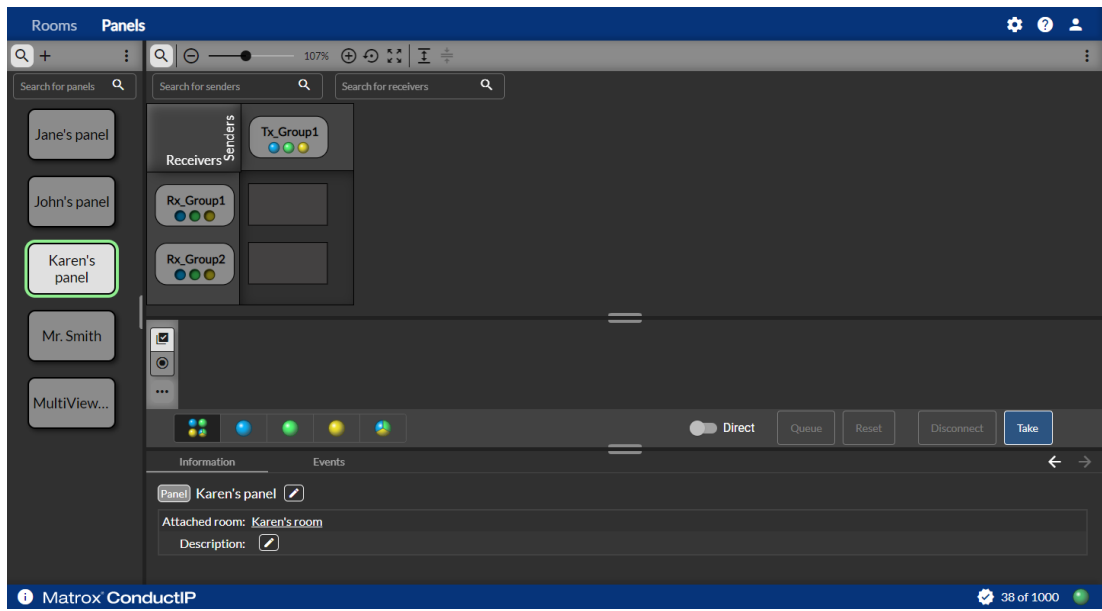 Rooms Panels
107%
Search for panels
Search for senders
Search for receivers
Jane's panel
John's panel
Karen's
panel
Mr. Smith
MultiView...
Senders
Receivers
Tx_Group1
Rx_Group1
Rx_Group2
Direct
Queue
Reset
Disconnect
Take
Information
Events
Panel Karen's panel
Attached room: Karen's room
Description:
Matrox® ConductIP
38 of 1000